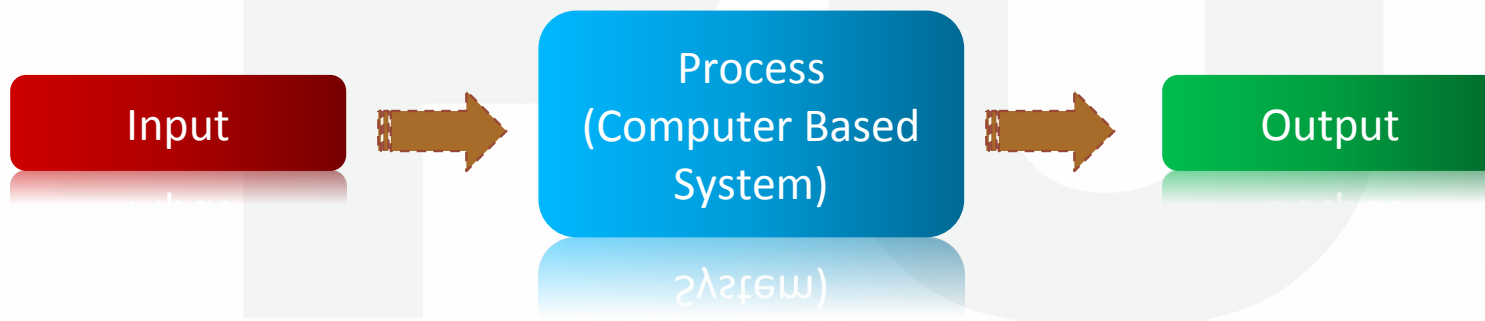 Input
Process
(Computer Based
System)
Output